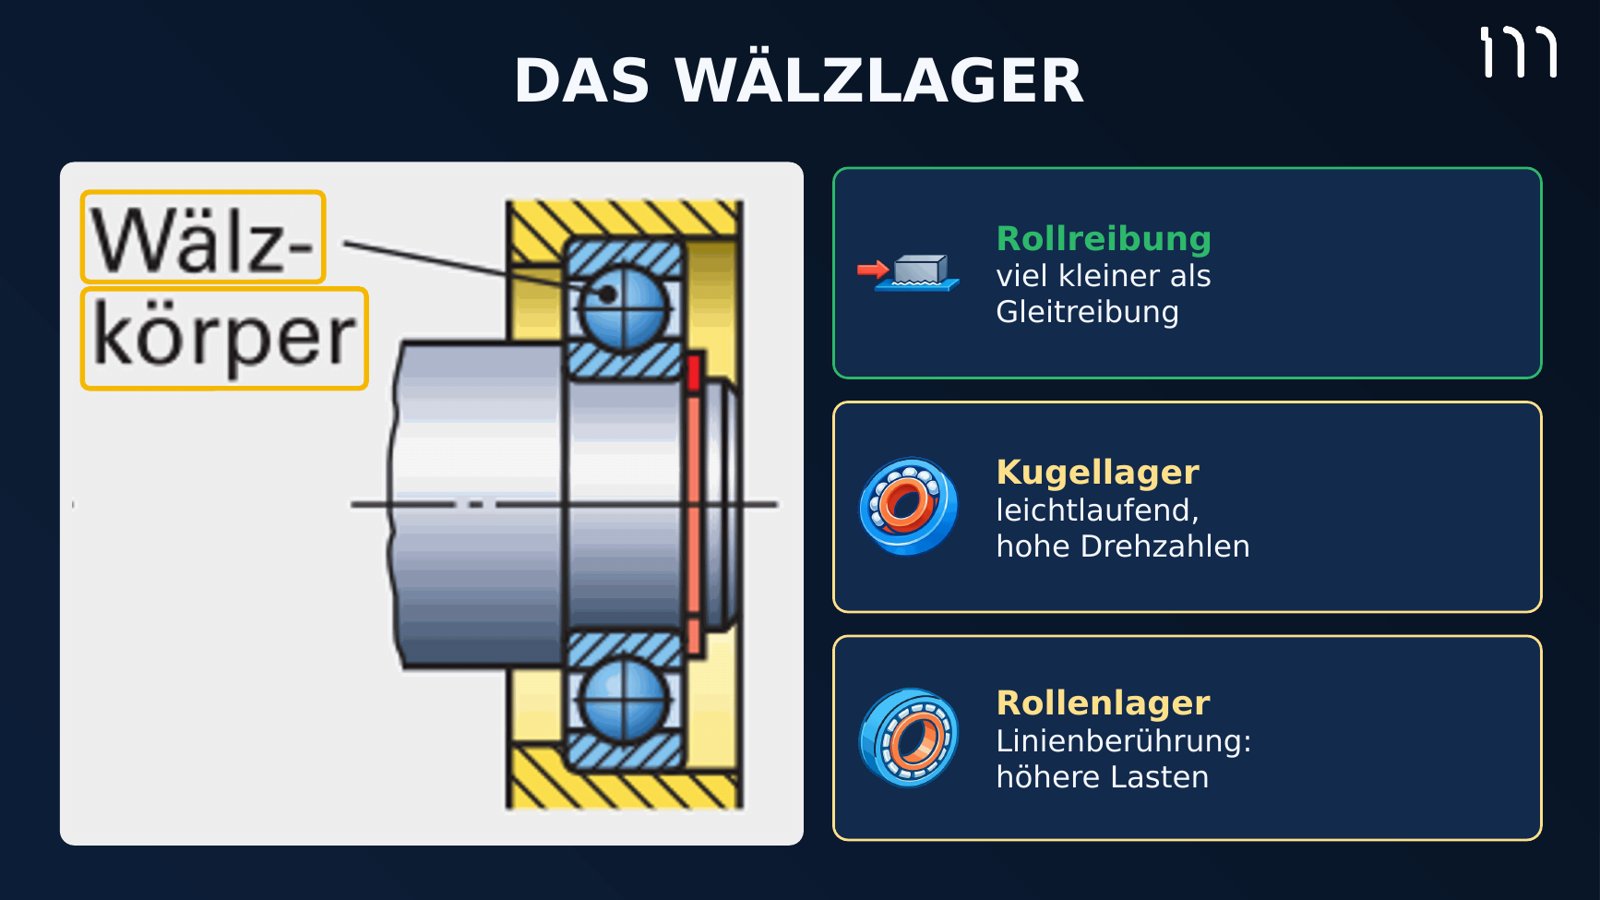 DAS WÄLZLAGER
Wälz-
körper
Rollreibung
viel kleiner als
Gleitreibung
Kugellager
leichtlaufend,
hohe Drehzahlen
Rollenlager
Linienberührung:
höhere Lasten